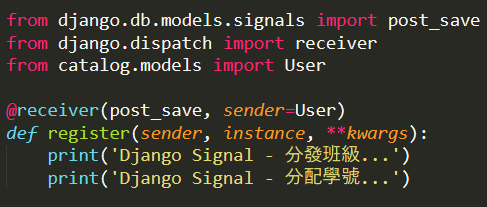 from django.db.models.signals import post_save
from django.dispatch import receiver
from catalog.models import User
@receiver(post_save, sender=User)
def register(sender, instance, **kwargs):
    print('Django Signal - 分發班級...')
    print('Django Signal - 分配學號...')